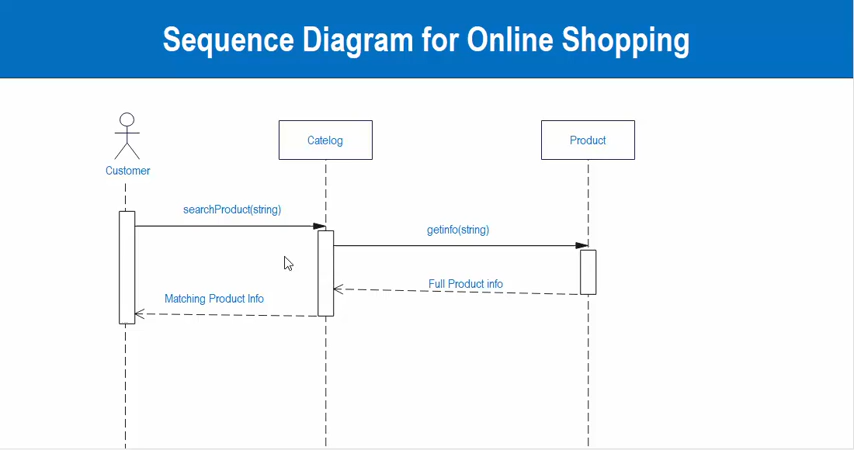 Sequence Diagram for Online Shopping
Catelog
Product
Customer
searchProduct(string)
getinfo(string)
Full Product info
Matching Product Info